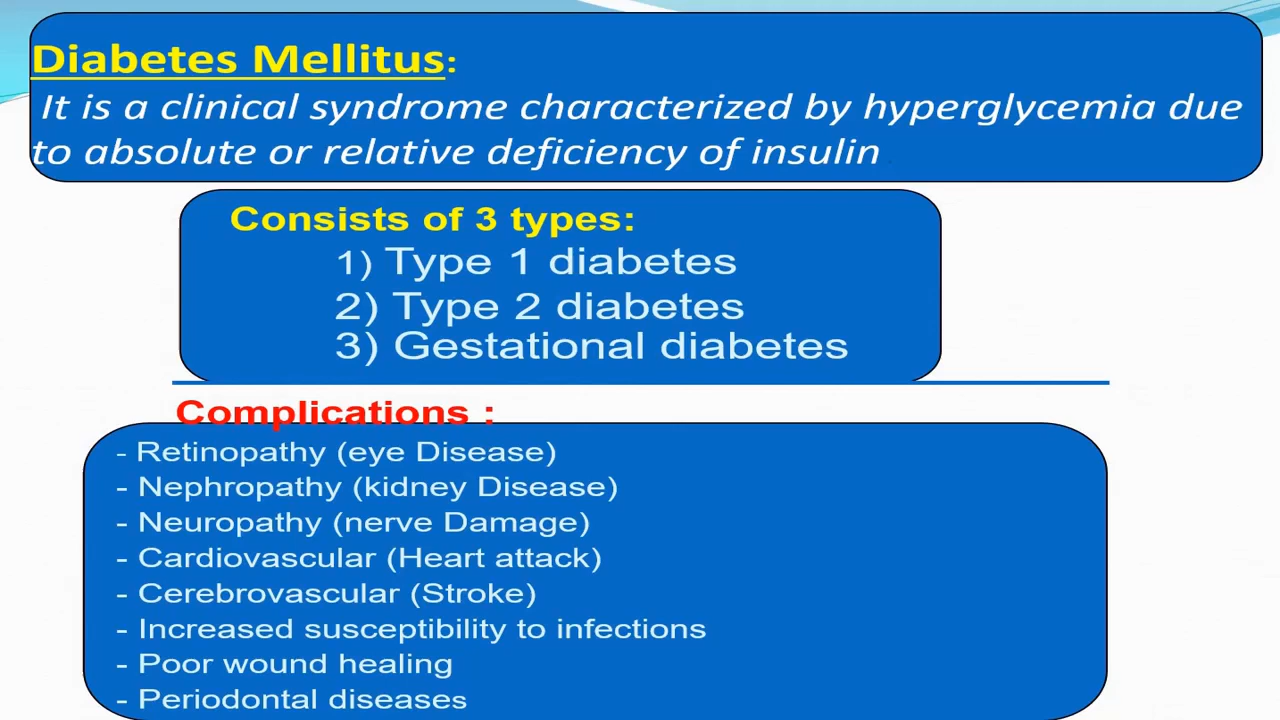 Diabetes Mellitus:
It is a clinical syndrome characterized by hyperglycemia due
to absolute or relative deficiency of insulin
Consists of 3 types:
1) Type 1 diabetes
2) Type 2 diabetes
3) Gestational diabetes
Complications :
- Retinopathy (eye Disease)
- Nephropathy (kidney Disease)
- Neuropathy (nerve Damage)
- Cardiovascular (Heart attack)
- Cerebrovascular (Stroke)
- Increased susceptibility to infections
- Poor wound healing
- Periodontal diseases